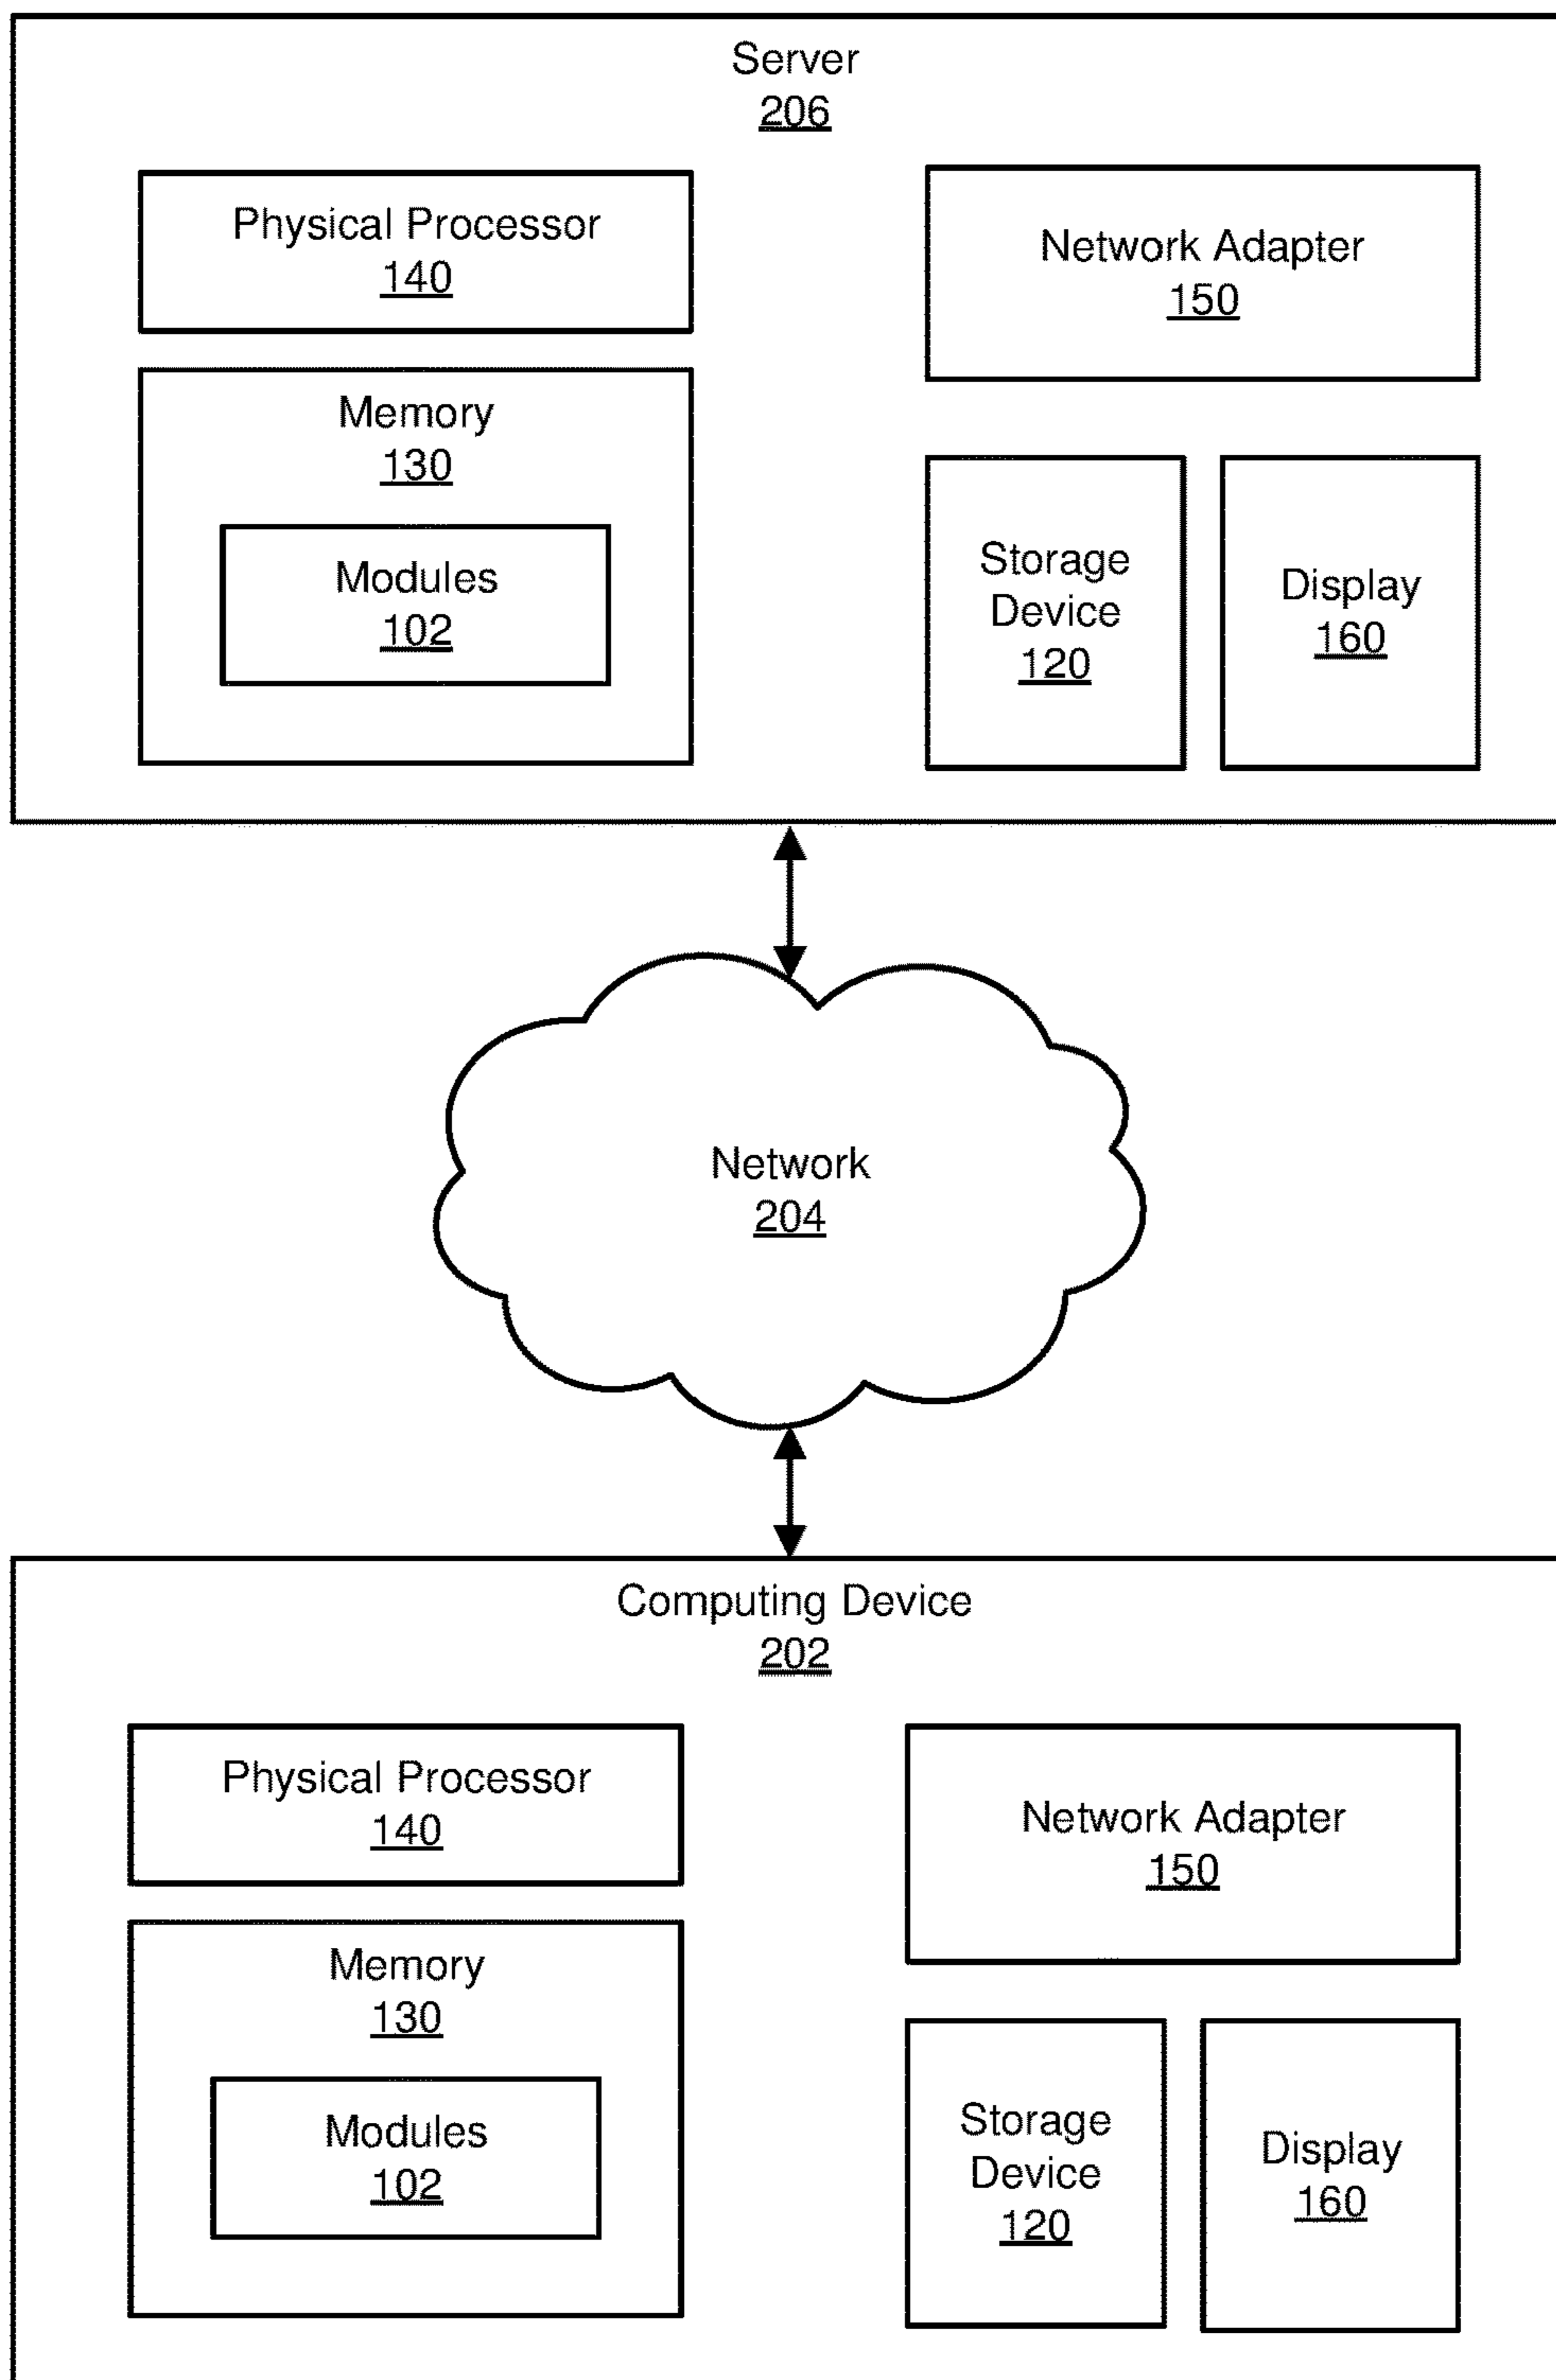 Server
206
Physical Processor
140
Network Adapter
150
Memory
130
Modules
102
Storage
Device
120
Display
160
Network
204
Computing Device
202
Physical Processor
140
Network Adapter
150
Memory
130
Modules
102
Storage
Device
120
Display
160